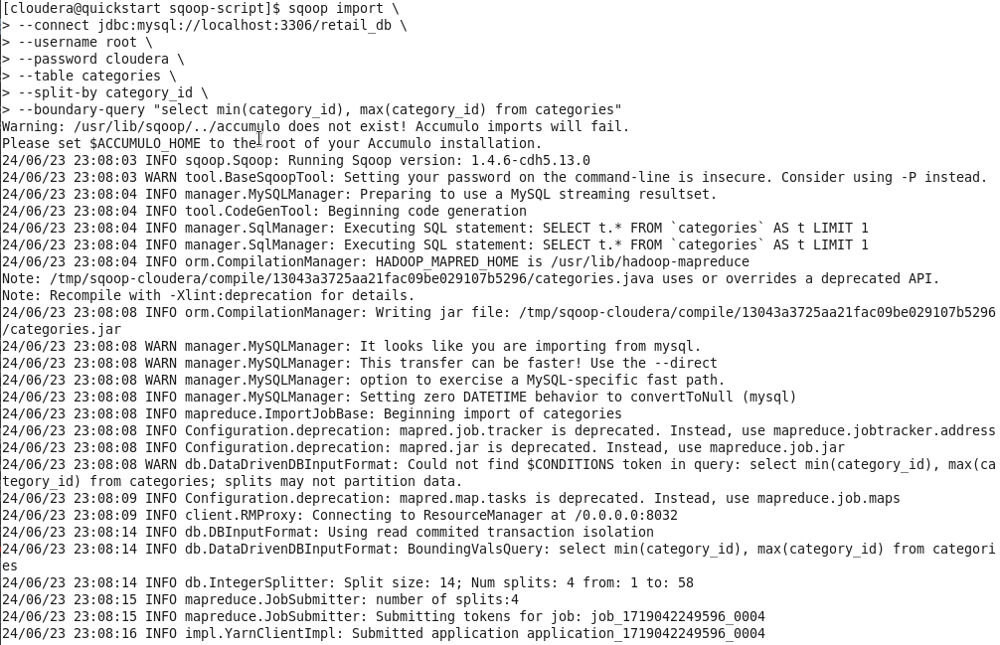 [cloudera@quickstart sqoop-script]$ sqoop import \
> --connect jdbc:mysql://localhost:3306/retail_db \
> --username root \
> --password cloudera \
> --table categories \
> --split-by category_id \
> --boundary-query "select min(category_id), max(category_id) from categories"
Warning: /usr/lib/sqoop/../accumulo does not exist! Accumulo imports will fail.
Please set $ACCUMULO_HOME to the root of your Accumulo installation.
24/06/23 23:08:03 INFO sqoop.Sqoop: Running Sqoop version: 1.4.6-cdh5.13.0
24/06/23 23:08:03 WARN tool.BaseSqoopTool: Setting your password on the command-line is insecure. Consider using -P instead.
24/06/23 23:08:04 INFO manager.MySQLManager: Preparing to use a MySQL streaming resultset.
24/06/23 23:08:04 INFO tool.CodeGenTool: Beginning code generation
24/06/23 23:08:04 INFO manager.SqlManager: Executing SQL statement: SELECT t.* FROM `categories` AS t LIMIT 1
24/06/23 23:08:04 INFO manager.SqlManager: Executing SQL statement: SELECT t.* FROM `categories` AS t LIMIT 1
24/06/23 23:08:04 INFO orm.CompilationManager: HADOOP_MAPRED_HOME is /usr/lib/hadoop-mapreduce
Note: /tmp/sqoop-cloudera/compile/13043a3725aa21fac09be029107b5296/categories.java uses or overrides a deprecated API.
Note: Recompile with -Xlint:deprecation for details.
24/06/23 23:08:08 INFO orm.CompilationManager: Writing jar file: /tmp/sqoop-cloudera/compile/13043a3725aa21fac09be029107b5296
/categories.jar
24/06/23 23:08:08 WARN manager.MySQLManager: It looks like you are importing from mysql.
24/06/23 23:08:08 WARN manager.MySQLManager: This transfer can be faster! Use the --direct
24/06/23 23:08:08 WARN manager.MySQLManager: option to exercise a MySQL-specific fast path.
24/06/23 23:08:08 INFO manager.MySQLManager: Setting zero DATETIME behavior to convertToNull (mysql)
24/06/23 23:08:08 INFO mapreduce.ImportJobBase: Beginning import of categories
24/06/23 23:08:08 INFO Configuration.deprecation: mapred.job.tracker is deprecated. Instead, use mapreduce.jobtracker.address
24/06/23 23:08:08 INFO Configuration.deprecation: mapred.jar is deprecated. Instead, use mapreduce.job.jar
24/06/23 23:08:08 WARN db.DataDrivenDBInputFormat: Could not find $CONDITIONS token in query: select min(category_id), max(ca
tegory_id) from categories; splits may not partition data.
24/06/23 23:08:09 INFO Configuration.deprecation: mapred.map.tasks is deprecated. Instead, use mapreduce.job.maps
24/06/23 23:08:09 INFO client.RMProxy: Connecting to ResourceManager at /0.0.0.0:8032
24/06/23 23:08:14 INFO db.DBInputFormat: Using read commited transaction isolation
24/06/23 23:08:14 INFO db.DataDrivenDBInputFormat: BoundingValsQuery: select min(category_id), max(category_id) from categori
es
24/06/23 23:08:14 INFO db.IntegerSplitter: Split size: 14; Num splits: 4 from: 1 to: 58
24/06/23 23:08:15 INFO mapreduce.JobSubmitter: number of splits:4
24/06/23 23:08:15 INFO mapreduce.JobSubmitter: Submitting tokens for job: job_1719042249596_0004
24/06/23 23:08:16 INFO impl.YarnClientImpl: Submitted application application_1719042249596_0004